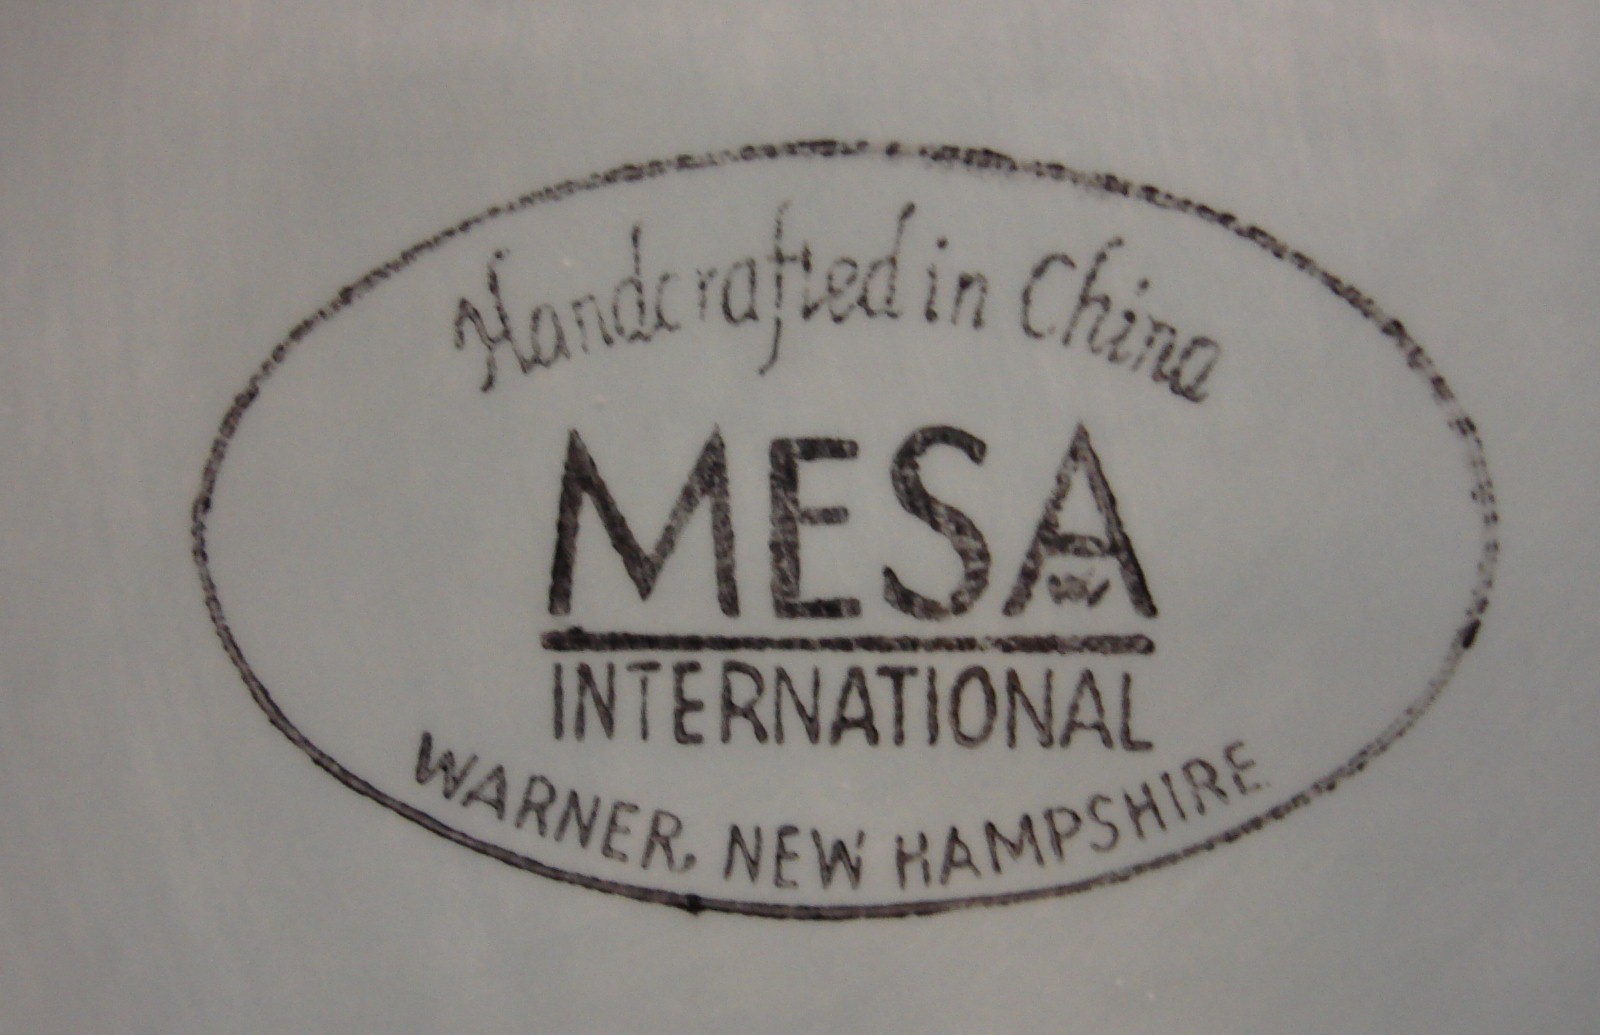 Handcrafted in China
MESA
INTERNATIONAL
WARNER, NEW HAMPSHIRE